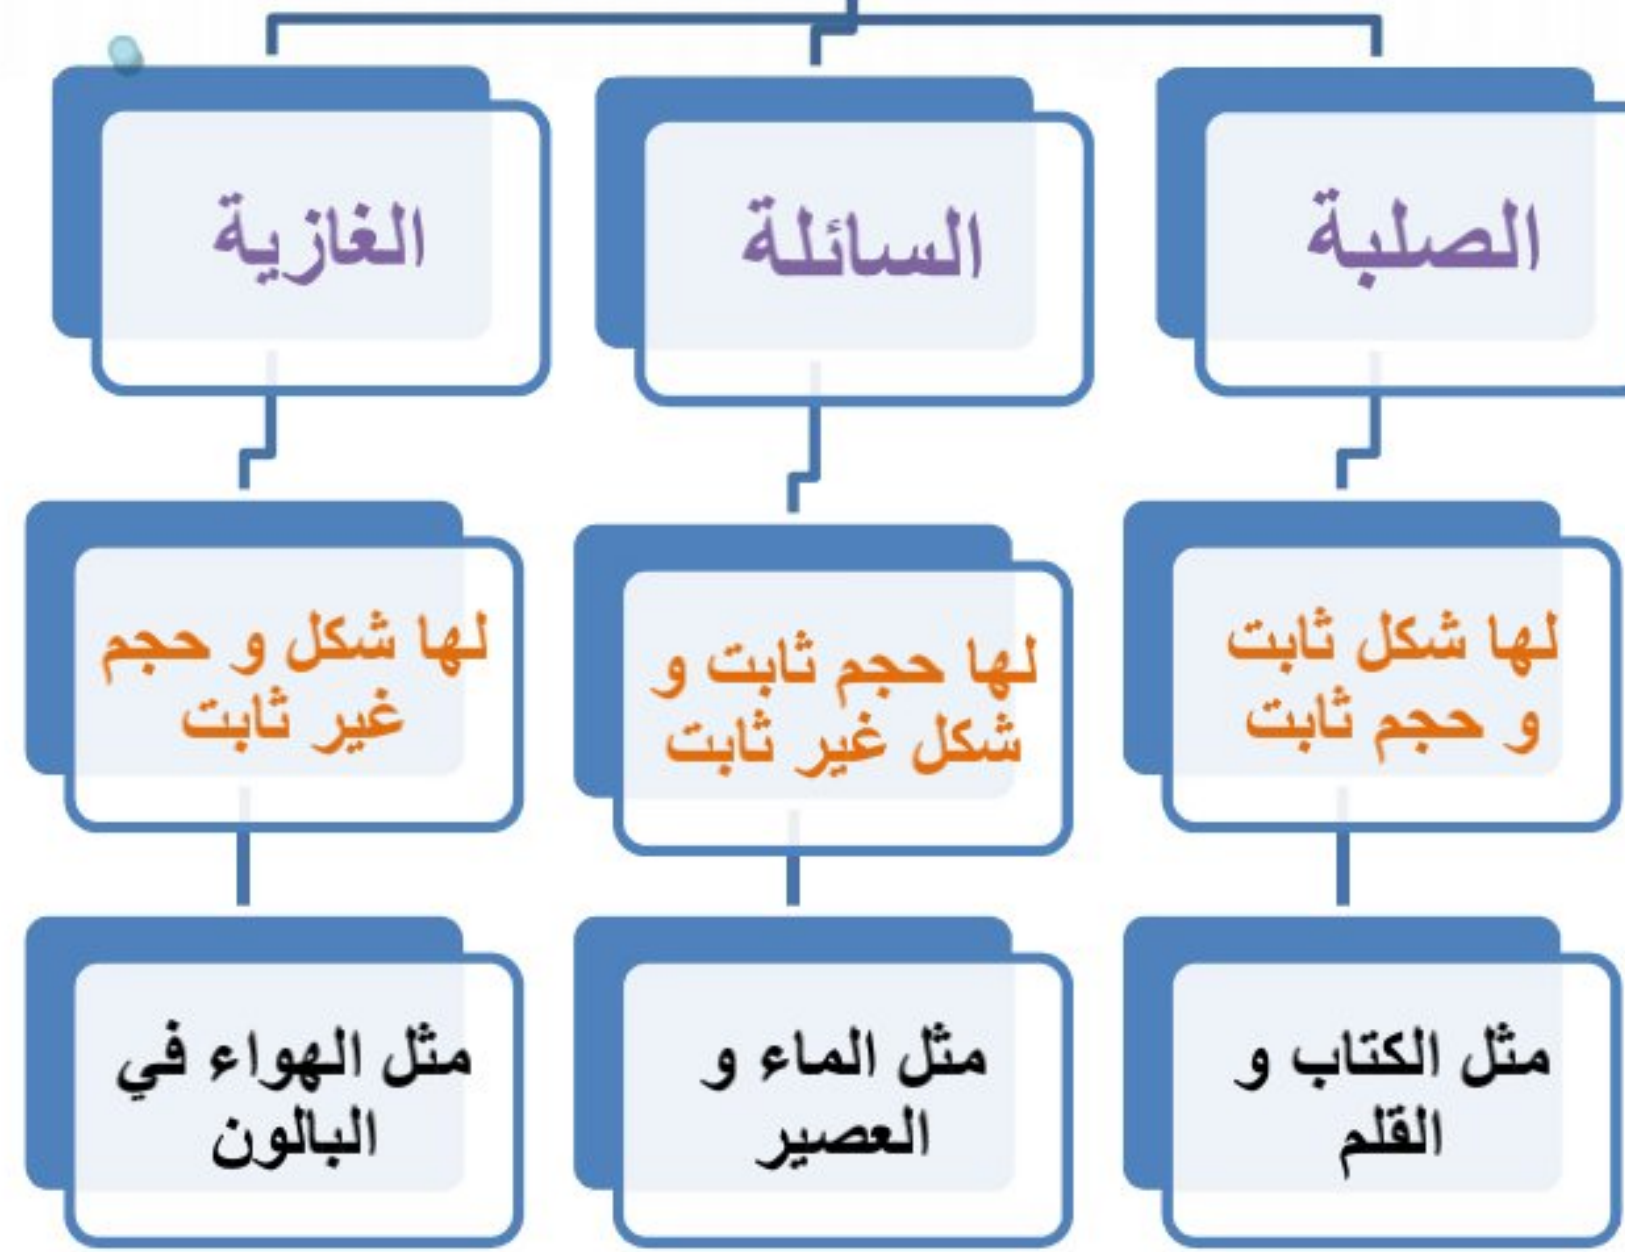 الصلبة
السائلة
الغازية
لها شكل ثابت
و حجم ثابت
لها حجم ثابت و
شكل غير ثابت
لها شكل و حجم
غير ثابت
مثل الكتاب و
القلم
مثل الماء و
العصير
مثل الهواء في
البالون